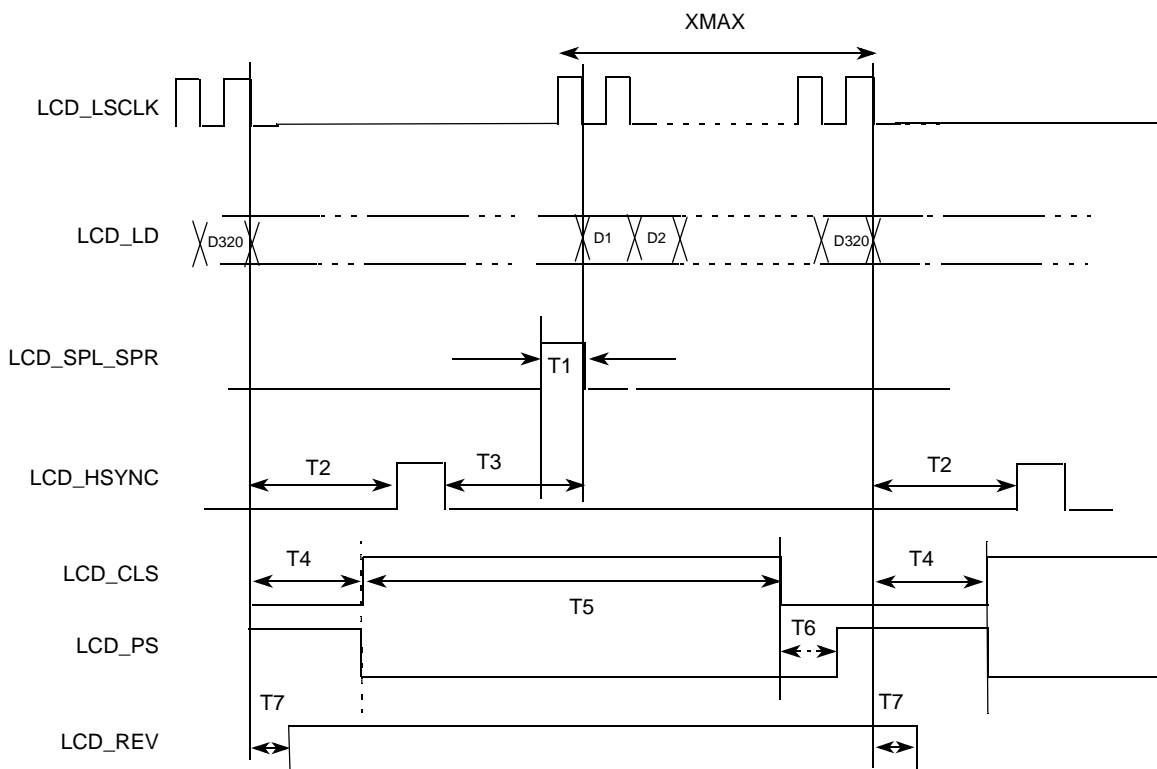 XMAX
LCD_LSCLK
LCD_LD
D320
D1
D2
D320
LCD_SPL_SPR
T1
LCD_HSYNC
T2
T3
T2
LCD_CLS
T4
T5
T4
LCD_PS
T6
LCD_REV
T7
T7